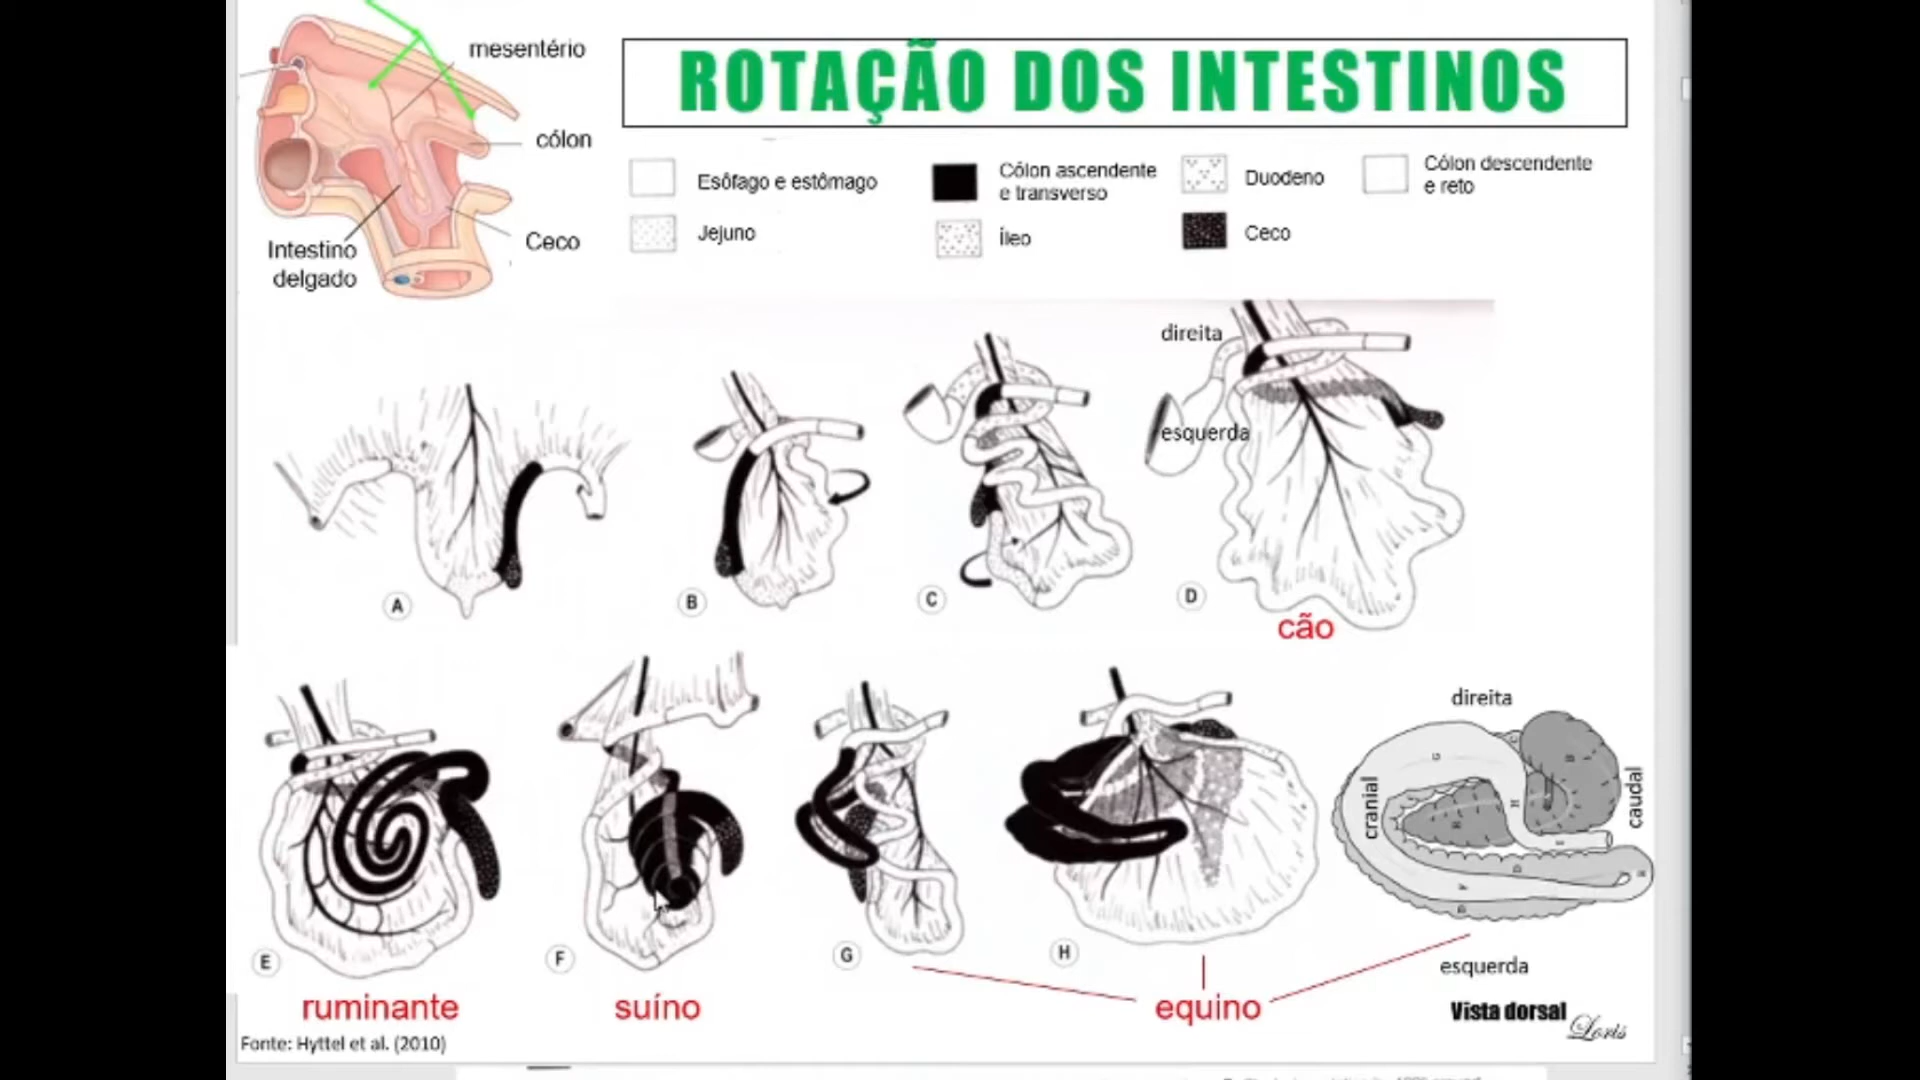 mesentério
ROTAÇÃO DOS INTESTINOS
cólon
Ceco
Intestino
delgado
Esôfago e estômago
Cólon ascendente
e transverso
Duodeno
Cólon descendente
e reto
Jejuno
Íleo
Ceco
direita
esquerda
A
B
C
D
cão
direita
cranial
caudal
E
F
G
H
esquerda
ruminante
suíno
equino
Vista dorsal
Loris
Fonte: Hyttel et al. (2010)